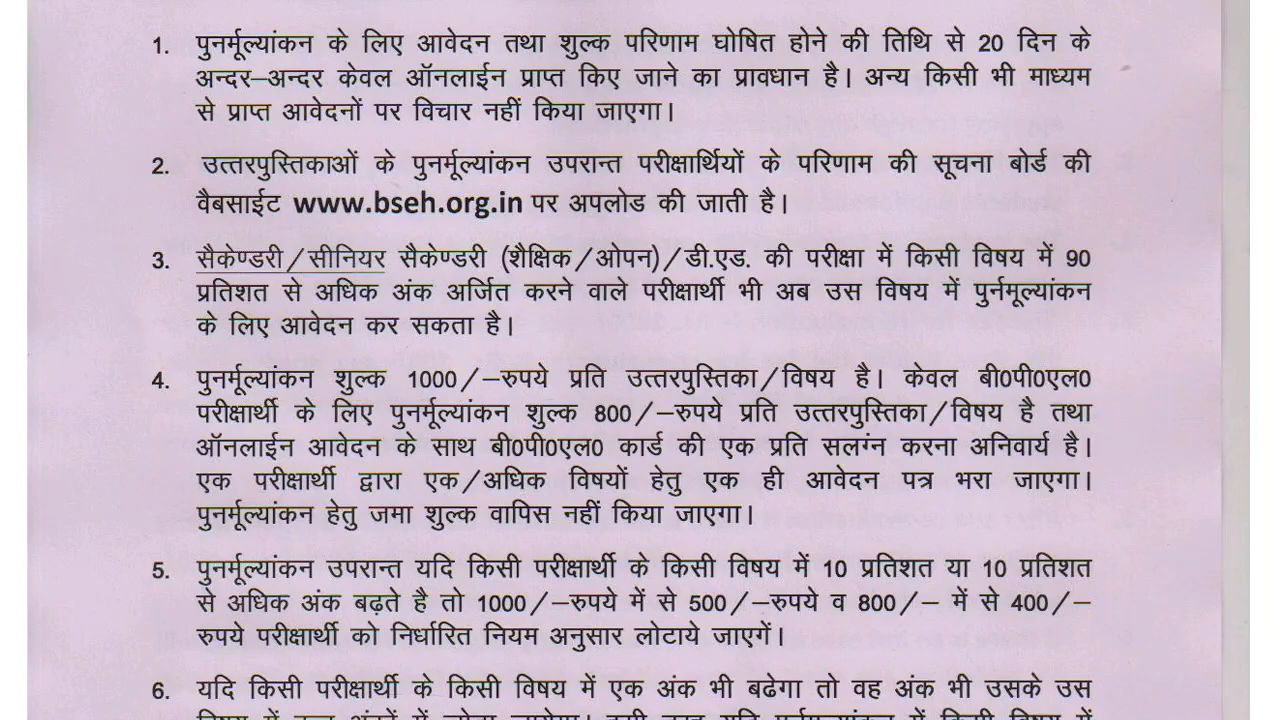 1. पुनर्मूल्यांकन के लिए आवेदन तथा शुल्क परिणाम घोषित होने की तिथि से 20 दिन के
अन्दर–अन्दर केवल ऑनलाईन प्राप्त किए जाने का प्रावधान है। अन्य किसी भी माध्यम
से प्राप्त आवेदनों पर विचार नहीं किया जाएगा।
2. उत्तरपुस्तिकाओं के पुनर्मूल्यांकन उपरान्त परीक्षार्थियों के परिणाम की सूचना बोर्ड की
वैबसाईट www.bseh.org.in पर अपलोड की जाती है।
3. सैकेण्डरी/सीनियर सैकेण्डरी (शैक्षिक/ओपन)/डी.एड. की परीक्षा में किसी विषय में 90
प्रतिशत से अधिक अंक अर्जित करने वाले परीक्षार्थी भी अब उस विषय में पुर्नमूल्यांकन
के लिए आवेदन कर सकता है।
4. पुनर्मूल्यांकन शुल्क 1000/–रुपये प्रति उत्तरपुस्तिका/विषय है। केवल बी0पी0एल0
परीक्षार्थी के लिए पुनर्मूल्यांकन शुल्क 800/–रुपये प्रति उत्तरपुस्तिका/विषय है तथा
ऑनलाईन आवेदन के साथ बी0पी0एल0 कार्ड की एक प्रति सलंग्न करना अनिवार्य है।
एक परीक्षार्थी द्वारा एक/अधिक विषयों हेतु एक ही आवेदन पत्र भरा जाएगा।
पुनर्मूल्यांकन हेतु जमा शुल्क वापिस नहीं किया जाएगा।
5. पुनर्मूल्यांकन उपरान्त यदि किसी परीक्षार्थी के किसी विषय में 10 प्रतिशत या 10 प्रतिशत
से अधिक अंक बढ़ते है तो 1000/–रुपये में से 500/–रुपये व 800/– में से 400/–
रुपये परीक्षार्थी को निर्धारित नियम अनुसार लोटाये जाएगें।
6. यदि किसी परीक्षार्थी के किसी विषय में एक अंक भी बढेगा तो वह अंक भी उसके उस